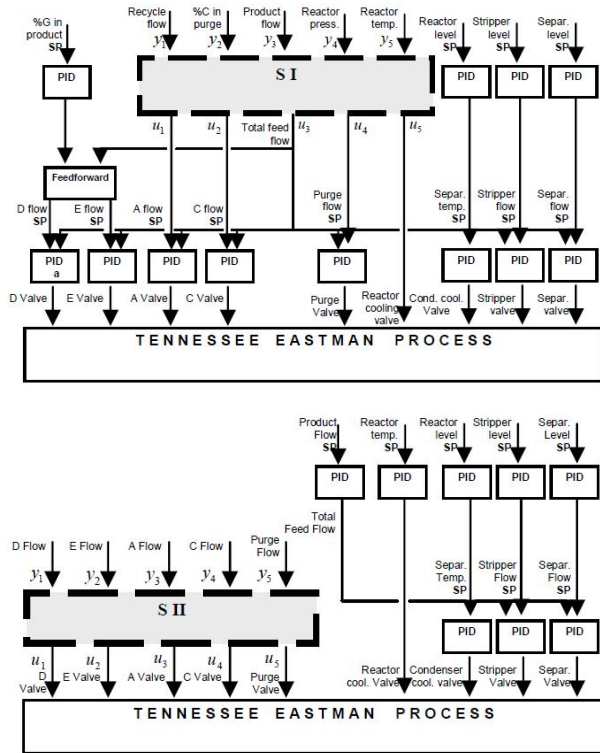 Recycle flow
%C in purge
Product flow
Reactor press.
Reactor temp.
%G in product SP
y1 y2 y3 y4 y5
Reactor level SP
Stripper level SP
Separ. level SP
PID
S I
PID PID PID
u1 u2 Total feed flow u3 u4 u5
Feedforward
D flow SP
E flow SP
A flow SP
C flow SP
Purge flow SP
Separ. temp. SP
Stripper flow SP
Separ. flow SP
PID a
PID PID PID PID PID PID PID
D Valve
E Valve
A Valve
C Valve
Purge Valve
Reactor cooling valve
Cond. cool. Valve
Stripper valve
Separ. valve
TENNESSEE EASTMAN PROCESS
Product Flow SP
Reactor temp. SP
Reactor level SP
Stripper level SP
Separ. Level SP
PID PID PID PID PID
Total Feed Flow
D Flow
E Flow
A Flow
C Flow
Purge Flow
y1 y2 y3 y4 y5
Separ. Temp. SP
Stripper Flow SP
Separ. Flow SP
S II
PID PID PID
u1 u2 u3 u4 u5
D Valve
E Valve
A Valve
C Valve
Purge Valve
Reactor cool. Valve
Condenser cool. valve
Stripper Valve
Separ. Valve
TENNESSEE EASTMAN PROCESS